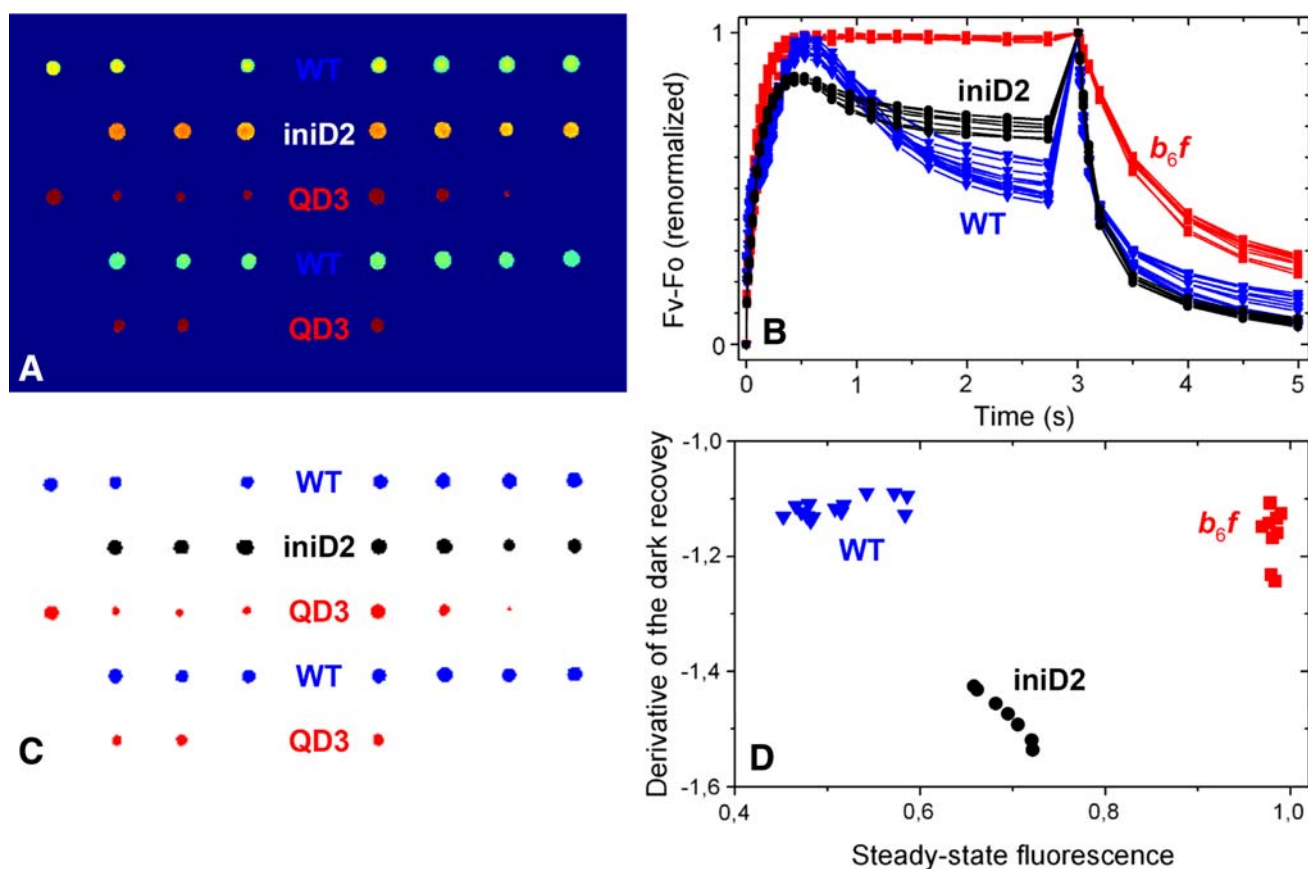 WT
iniD2
QD3
WT
QD3
A
Fv-Fo (renormalized)
1
0
iniD2
b6f
WT
B
0 1 2 3 4 5
Time (s)
WT
iniD2
QD3
WT
QD3
C
Derivative of the dark recovey
-1,0
-1,2
-1,4
-1,6
WT
b6f
iniD2
D
0,4 0,6 0,8 1,0
Steady-state fluorescence